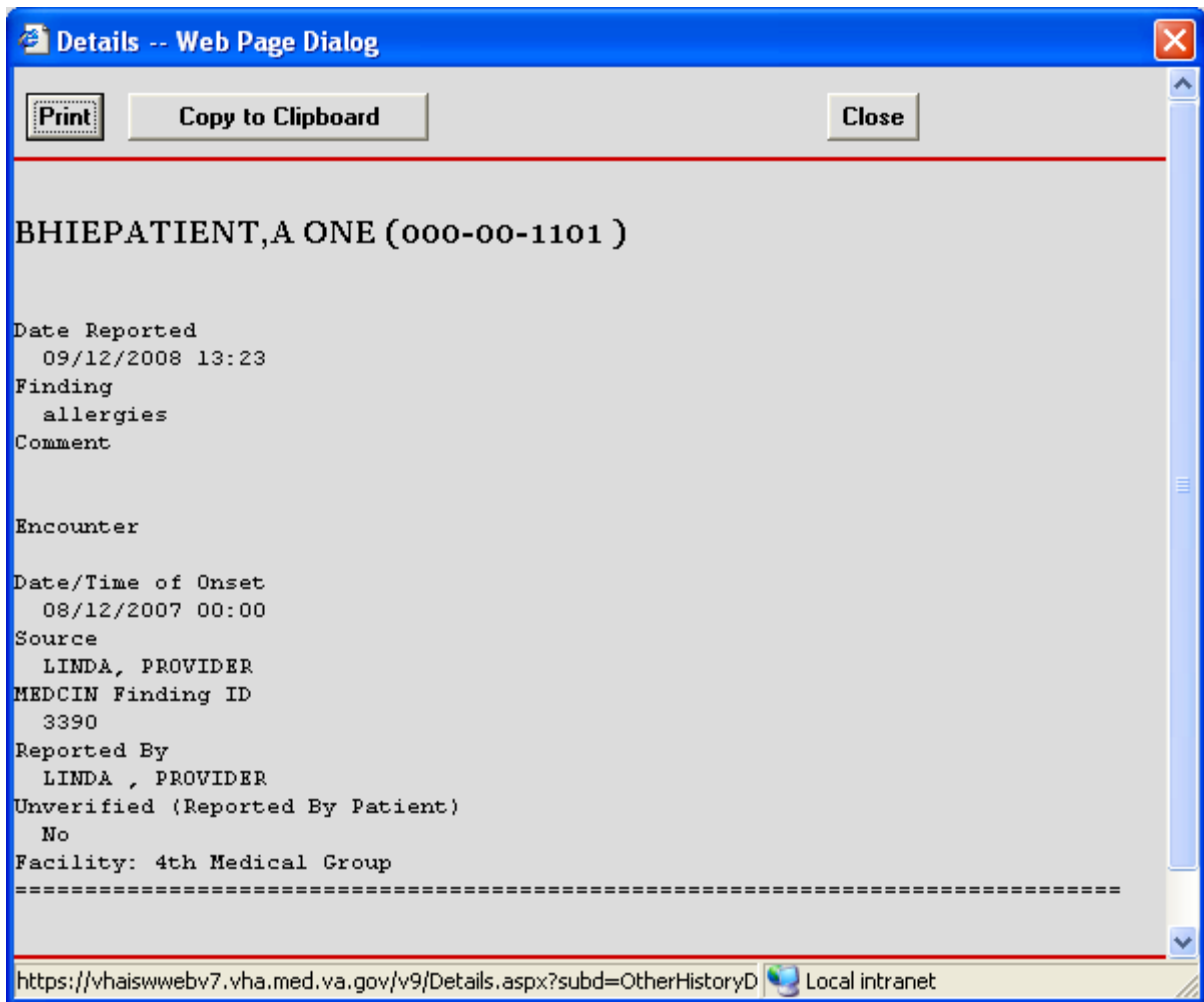 Details -- Web Page Dialog
Print Copy to Clipboard Close
BHIEPATIENT,A ONE (000-00-1101 )
Date Reported
09/12/2008 13:23
Finding
allergies
Comment
Encounter
Date/Time of Onset
08/12/2007 00:00
Source
LINDA, PROVIDER
MEDCIN Finding ID
3390
Reported By
LINDA , PROVIDER
Unverified (Reported By Patient)
No
Facility: 4th Medical Group
===============================================================================
https://vhaiswwebv7.vha.med.va.gov/v9/Details.aspx?subd=OtherHistoryD Local intranet